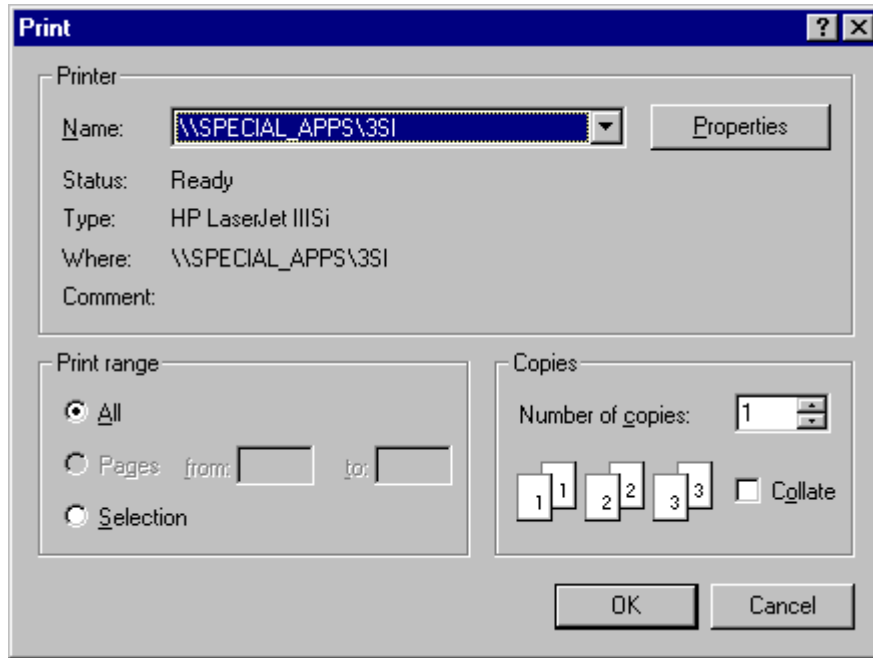 Print
Printer
Name: \\SPECIAL_APPS\3SI Properties
Status: Ready
Type: HP LaserJet IIISi
Where: \\SPECIAL_APPS\3SI
Comment:
Print range
All
Pages from: to:
Selection
Copies
Number of copies: 1
1 1 2 2 3 3 Collate
OK Cancel